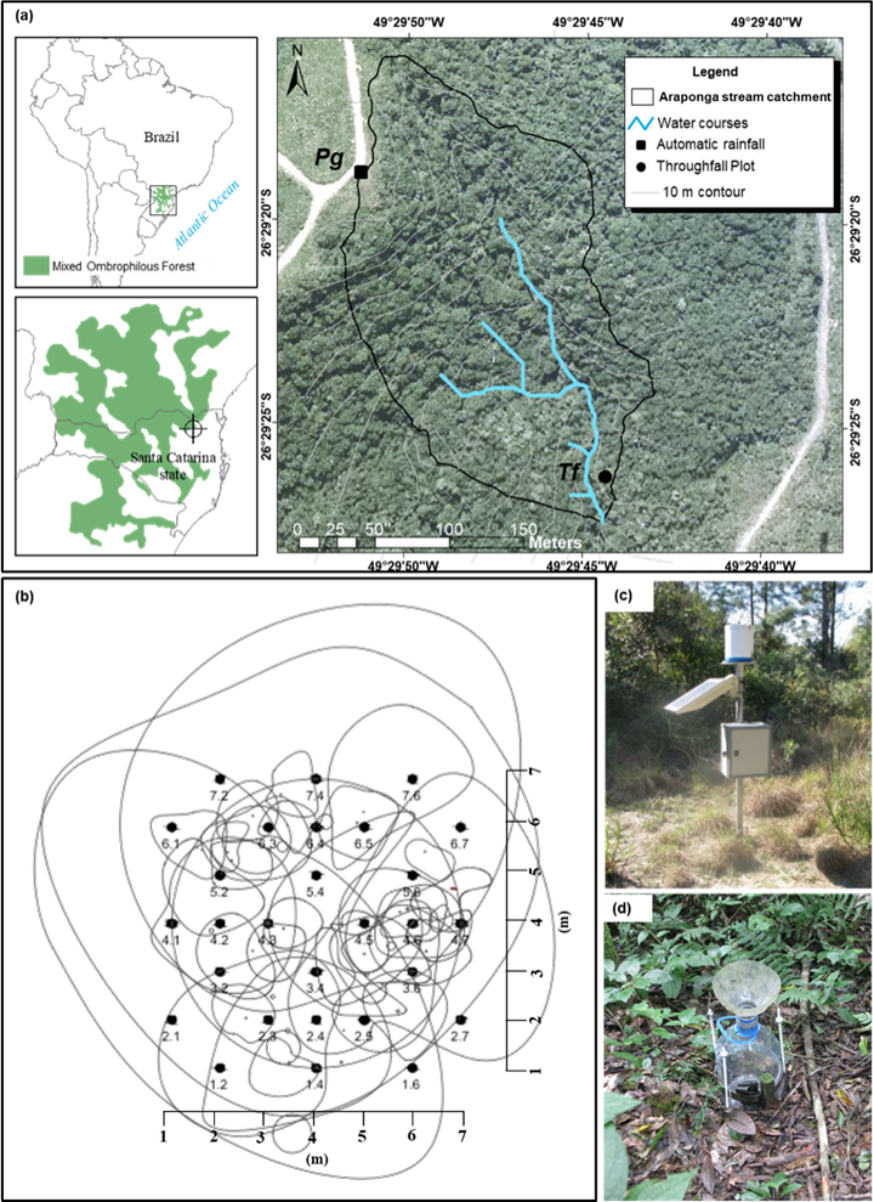 (a)
49°29'50"W
49°29'45"W
49°29'40"W
Brazil
Atlantic Ocean
Mixed Ombrophilous Forest
Santa Catarina
state
N
Pg
Tf
Legend
Araponga stream catchment
Water courses
Automatic rainfall
Throughfall Plot
10 m contour
26°29'20"S
26°29'20"S
26°29'25"S
26°29'25"S
0 25 50 100 150
Meters
49°29'50"W
49°29'45"W
49°29'40"W
(b)
7.2 7.4 7.6
6.1 6.3 6.4 6.5 6.7
5.2 5.4 5.6
4.1 4.2 4.3 4.5 4.6 4.7
3.2 3.4 3.6
2.1 2.3 2.4 2.5 2.7
1.2 1.4 1.6
7
6
5
4
3
2
1
(m)
1 2 3 4 5 6 7
(m)
(c)
(d)